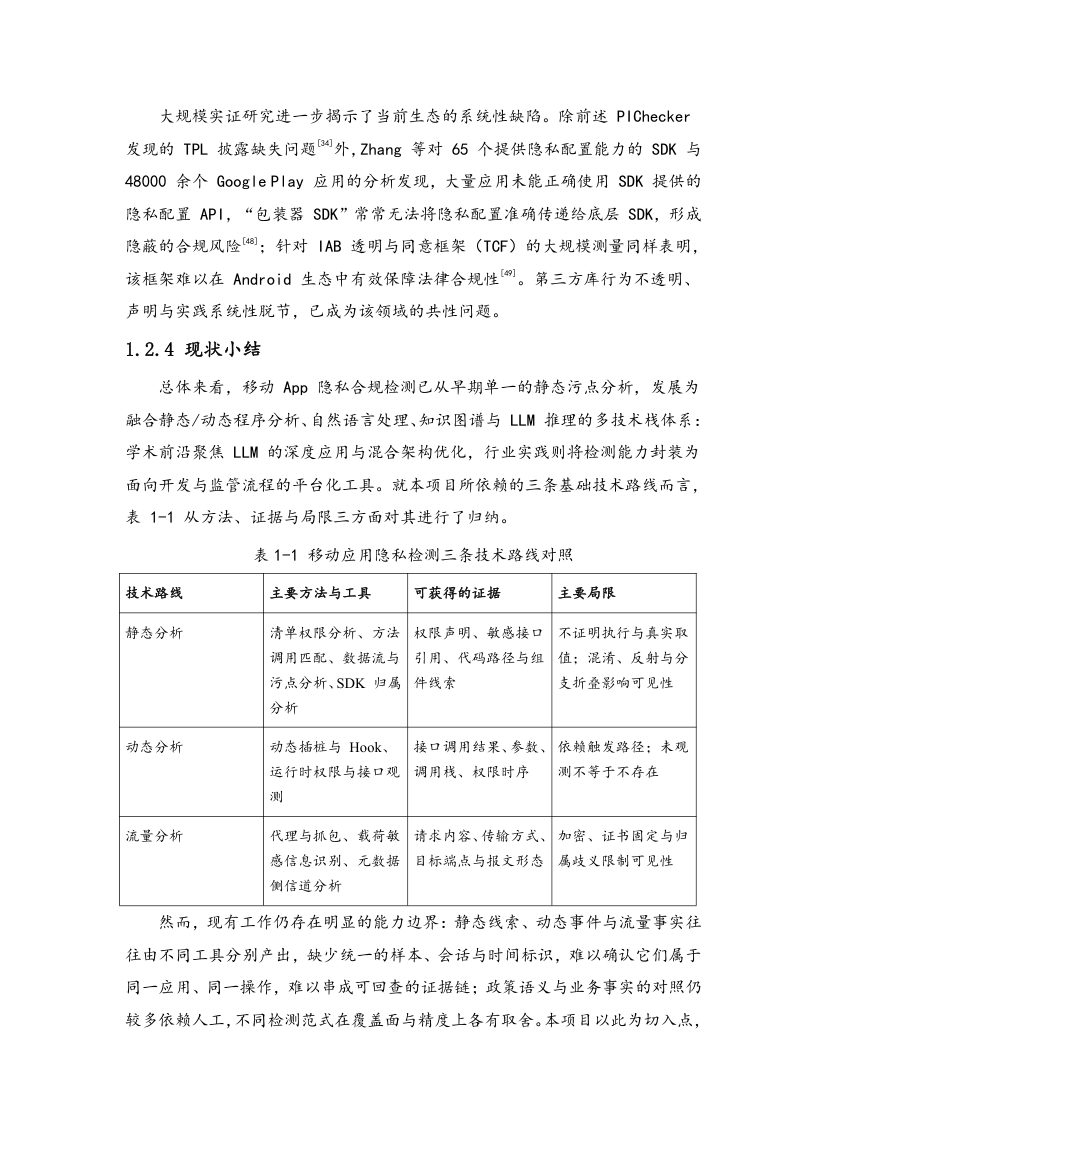 大规模实证研究进一步揭示了当前生态的系统性缺陷。除前述 PIChecker
发现的 TPL 披露缺失问题[34]外,Zhang 等对 65 个提供隐私配置能力的 SDK 与
48000 余个 Google Play 应用的分析发现，大量应用未能正确使用 SDK 提供的
隐私配置 API，“包装器 SDK”常常无法将隐私配置准确传递给底层 SDK，形成
隐蔽的合规风险[48]；针对 IAB 透明与同意框架（TCF）的大规模测量同样表明，
该框架难以在 Android 生态中有效保障法律合规性[49]。第三方库行为不透明、
声明与实践系统性脱节，已成为该领域的共性问题。
1.2.4 现状小结
总体来看，移动 App 隐私合规检测已从早期单一的静态污点分析，发展为
融合静态/动态程序分析、自然语言处理、知识图谱与 LLM 推理的多技术栈体系：
学术前沿聚焦 LLM 的深度应用与混合架构优化，行业实践则将检测能力封装为
面向开发与监管流程的平台化工具。就本项目所依赖的三条基础技术路线而言，
表 1-1 从方法、证据与局限三方面对其进行了归纳。
表 1-1 移动应用隐私检测三条技术路线对照
技术路线 主要方法与工具 可获得的证据 主要局限
静态分析 清单权限分析、方法 权限声明、敏感接口 不证明执行与真实取
调用匹配、数据流与 引用、代码路径与组 值；混淆、反射与分
污点分析、SDK 归属 件线索 支折叠影响可见性
分析
动态分析 动态插桩与 Hook、 接口调用结果、参数、 依赖触发路径；未观
运行时权限与接口观 调用栈、权限时序 测不等于不存在
测
流量分析 代理与抓包、载荷敏 请求内容、传输方式、 加密、证书固定与归
感信息识别、元数据 目标端点与报文形态 属歧义限制可见性
侧信道分析
然而，现有工作仍存在明显的能力边界：静态线索、动态事件与流量事实往
往由不同工具分别产出，缺少统一的样本、会话与时间标识，难以确认它们属于
同一应用、同一操作，难以串成可回查的证据链；政策语义与业务事实的对照仍
较多依赖人工，不同检测范式在覆盖面与精度上各有取舍。本项目以此为切入点，